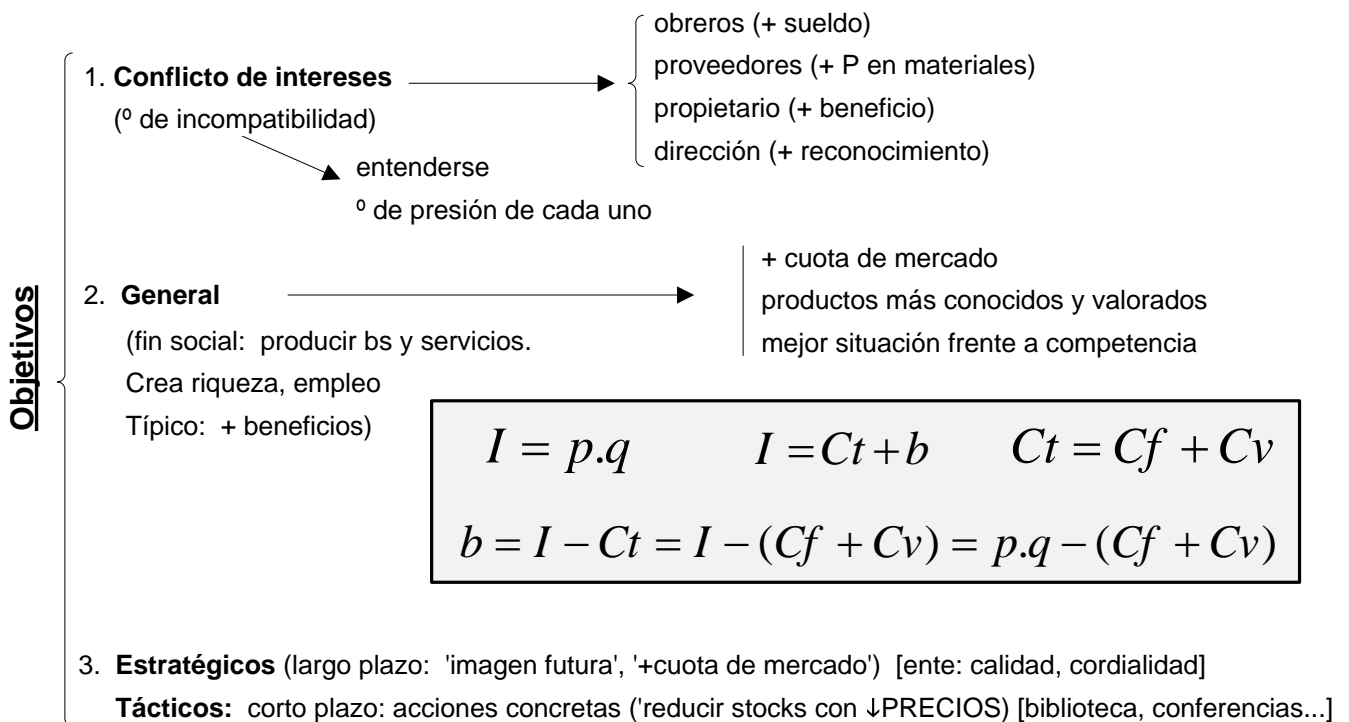 Objetivos
1. Conflicto de intereses
(º de incompatibilidad)
entenderse
º de presión de cada uno
obreros (+ sueldo)
proveedores (+ P en materiales)
propietario (+ beneficio)
dirección (+ reconocimiento)
2. General
(fin social: producir bs y servicios.
Crea riqueza, empleo
Típico: + beneficios)
+ cuota de mercado
productos más conocidos y valorados
mejor situación frente a competencia
I = p.q I = Ct + b Ct = Cf + Cv
b = I − Ct = I − (Cf + Cv) = p.q − (Cf + Cv)
3. Estratégicos (largo plazo: 'imagen futura', '+cuota de mercado') [ente: calidad, cordialidad]
Tácticos: corto plazo: acciones concretas ('reducir stocks con ↓PRECIOS) [biblioteca, conferencias...]